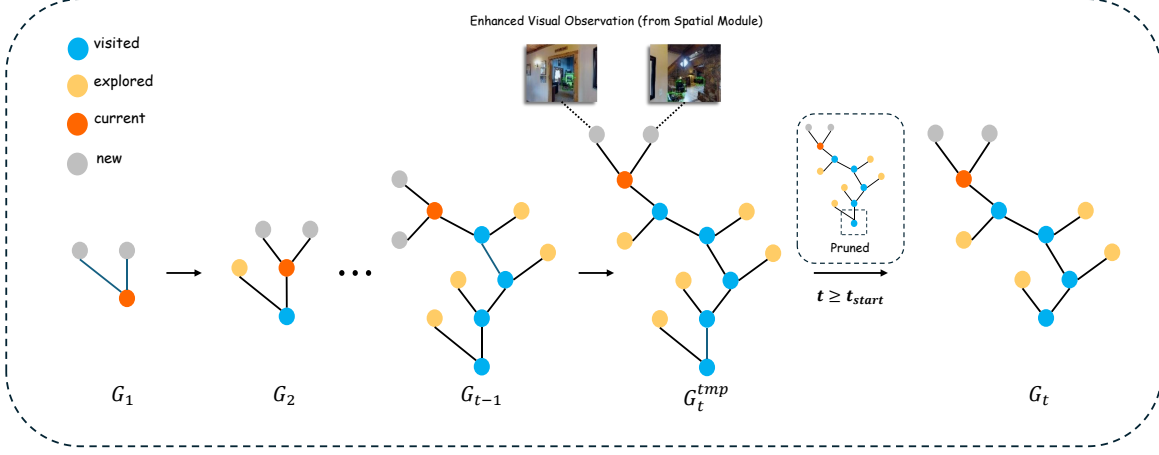 Enhanced Visual Observation (from Spatial Module)
visited
explored
current
new
Pruned
t ≥ t_start
G_1
G_2
• • •
G_{t-1}
G_t^{tmp}
G_t